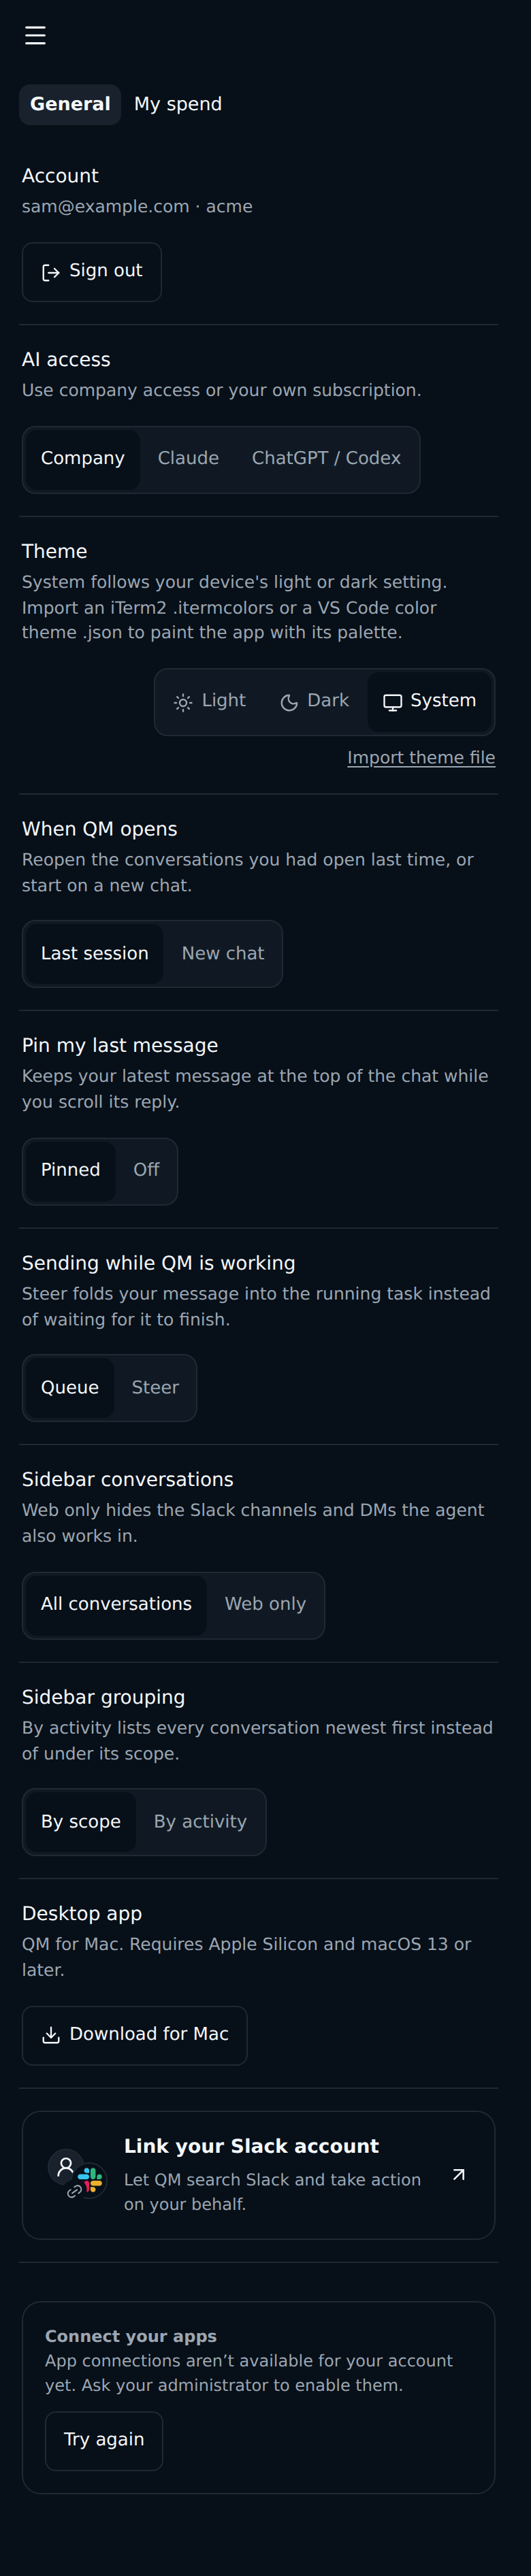 General My spend
Account
sam@example.com · acme
Sign out
AI access
Use company access or your own subscription.
Company Claude ChatGPT / Codex
Theme
System follows your device's light or dark setting.
Import an iTerm2 .itermcolors or a VS Code color
theme .json to paint the app with its palette.
Light Dark System
Import theme file
When QM opens
Reopen the conversations you had open last time, or
start on a new chat.
Last session New chat
Pin my last message
Keeps your latest message at the top of the chat while
you scroll its reply.
Pinned Off
Sending while QM is working
Steer folds your message into the running task instead
of waiting for it to finish.
Queue Steer
Sidebar conversations
Web only hides the Slack channels and DMs the agent
also works in.
All conversations Web only
Sidebar grouping
By activity lists every conversation newest first instead
of under its scope.
By scope By activity
Desktop app
QM for Mac. Requires Apple Silicon and macOS 13 or
later.
Download for Mac
Link your Slack account
Let QM search Slack and take action
on your behalf.
Connect your apps
App connections aren’t available for your account
yet. Ask your administrator to enable them.
Try again